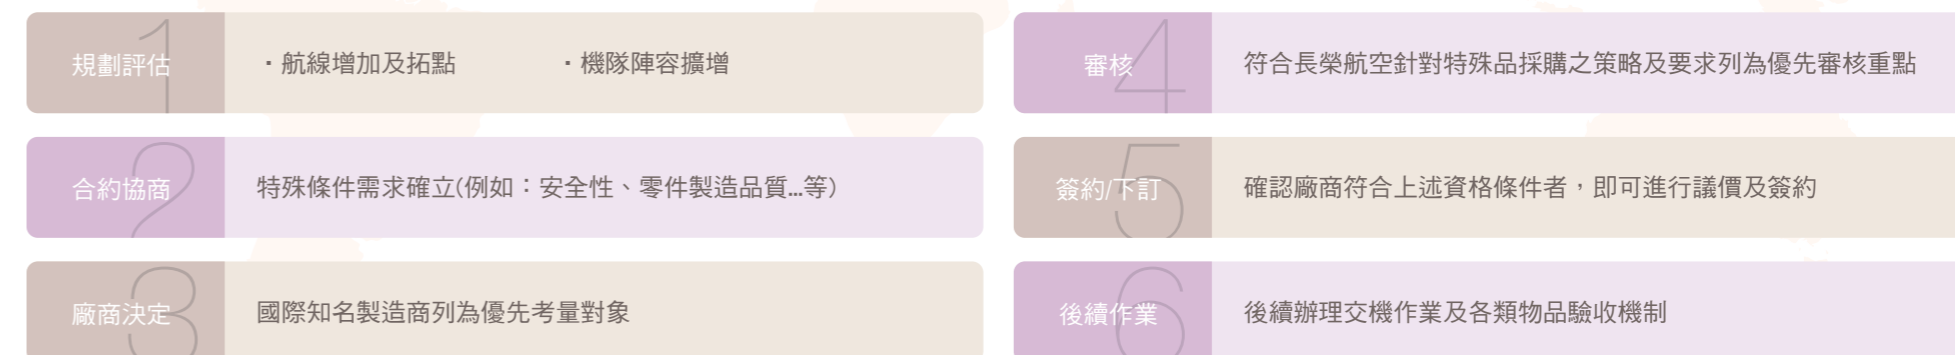 1
規劃評估
・航線增加及拓點
・機隊陣容擴增
2
合約協商
特殊條件需求確立(例如：安全性、零件製造品質...等)
3
廠商決定
國際知名製造商列為優先考量對象
4
審核
符合長榮航空針對特殊品採購之策略及要求列為優先審核重點
5
簽約/下訂
確認廠商符合上述資格條件者，即可進行議價及簽約
6
後續作業
後續辦理交機作業及各類物品驗收機制